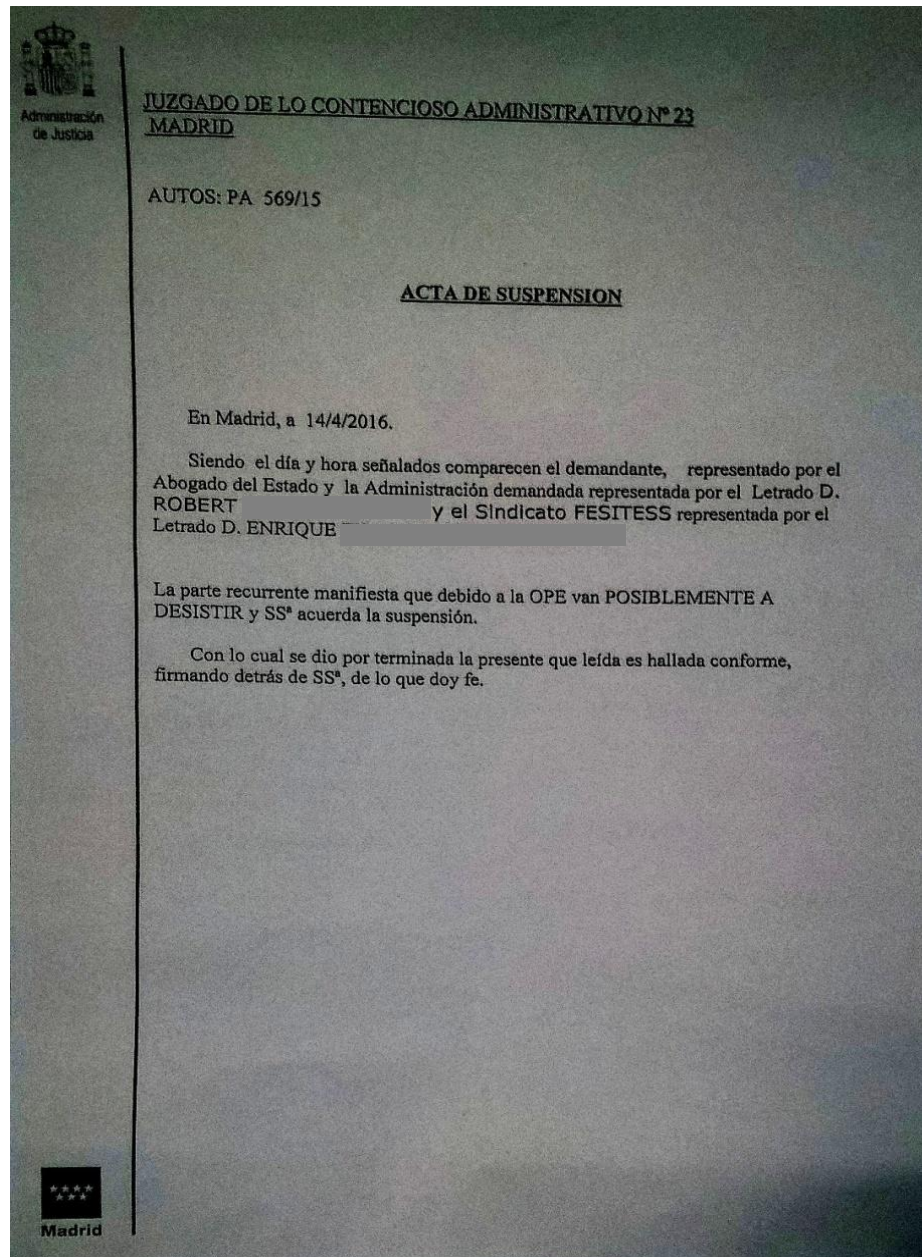 Administración
de Justicia
JUZGADO DE LO CONTENCIOSO ADMINISTRATIVO Nº 23
MADRID
AUTOS: PA 569/15
ACTA DE SUSPENSION
En Madrid, a 14/4/2016.
Siendo el día y hora señalados comparecen el demandante, representado por el
Abogado del Estado y la Administración demandada representada por el Letrado D.
ROBERT y el Sindicato FESITESS representada por el
Letrado D. ENRIQUE
La parte recurrente manifiesta que debido a la OPE van POSIBLEMENTE A
DESISTIR y SSª acuerda la suspensión.
Con lo cual se dio por terminada la presente que leída es hallada conforme,
firmando detrás de SSª, de lo que doy fe.
Madrid